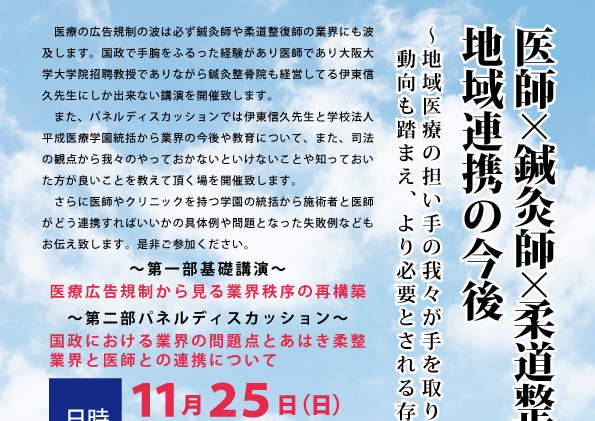 医師×鍼灸師×柔道整
地域連携の今後
～地域医療の担い手の我々が手を取り
動向も踏まえ、より必要とされる存
医療の広告規制の波は必ず鍼灸師や柔道整復師の業界にも波
及します。国政で手腕をふるった経験があり医師であり大阪大
学大学院招聘教授でありながら鍼灸整骨院も経営してる伊東信
久先生にしか出来ない講演を開催致します。
また、パネルディスカッションでは伊東信久先生と学校法人
平成医療学園統括から業界の今後や教育について、また、司法
の観点から我々のやっておかないといけないことや知っておい
た方が良いことを教えて頂く場を開催致します。
さらに医師やクリニックを持つ学園の統括から施術者と医師
がどう連携すればいいかの具体例や問題となった失敗例なども
お伝え致します。是非ご参加ください。
～第一部基礎講演～
医療広告規制から見る業界秩序の再構築
～第二部パネルディスカッション～
国政における業界の問題点とあはき柔整
業界と医師との連携について
日時
11月25日(日)